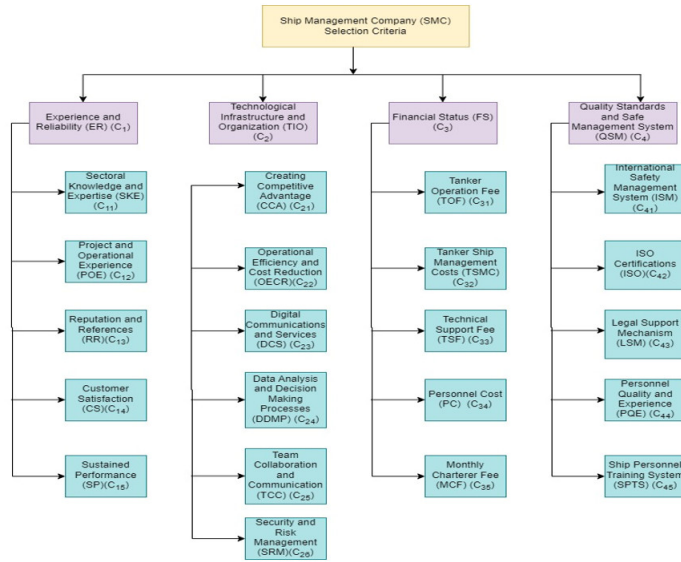 Ship Management Company (SMC)
Selection Criteria
Experience and
Reliability (ER) (C1)
Technological
Infrastructure and
Organization (TIO)
(C2)
Financial Status (FS)
(C3)
Quality Standards
and Safe
Management System
(QSM) (C4)
Sectoral
Knowledge and
Expertise (SKE)
(C11)
Project and
Operational
Experience
(POE) (C12)
Reputation and
References
(RR)(C13)
Customer
Satisfaction
(CS)(C14)
Sustained
Performance
(SP)(C15)
Creating
Competitive
Advantage
(CCA) (C21)
Operational
Efficiency and
Cost Reduction
(OECR)(C22)
Digital
Communications
and Services
(DCS) (C23)
Data Analysis and
Decision Making
Processes
(DDMP) (C24)
Team
Collaboration and
Communication
(TCC) (C25)
Security and
Risk
Management
(SRM)(C26)
Tanker
Operation Fee
(TOF) (C31)
Tanker Ship
Management
Costs (TSMC)
(C32)
Technical
Support Fee
(TSF) (C33)
Personnel Cost
(PC) (C34)
Monthly
Charterer Fee
(MCF) (C35)
International
Safety
Management
System (ISM)
(C41)
ISO
Certifications
(ISO)(C42)
Legal Support
Mechanism
(LSM) (C43)
Personnel
Quality and
Experience
(PQE) (C44)
Ship Personnel
Training System
(SPTS) (C45)